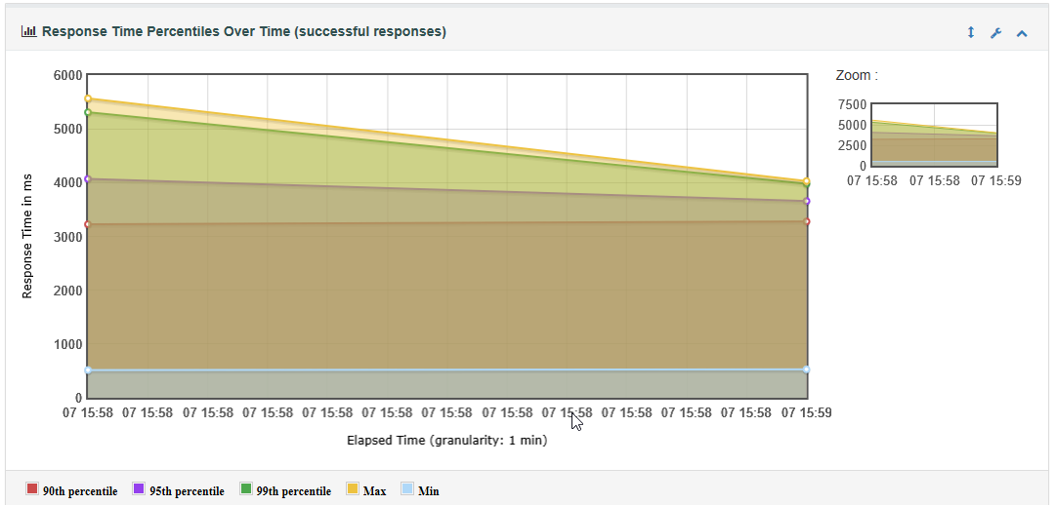 Response Time Percentiles Over Time (successful responses)
6000
5000
4000
3000
2000
1000
0
Response Time in ms
07 15:58 07 15:58 07 15:58 07 15:58 07 15:58 07 15:58 07 15:58 07 15:58 07 15:58 07 15:58 07 15:58 07 15:58 07 15:59
Elapsed Time (granularity: 1 min)
Zoom :
7500
5000
2500
0
07 15:58 07 15:58 07 15:59
90th percentile 95th percentile 99th percentile Max Min